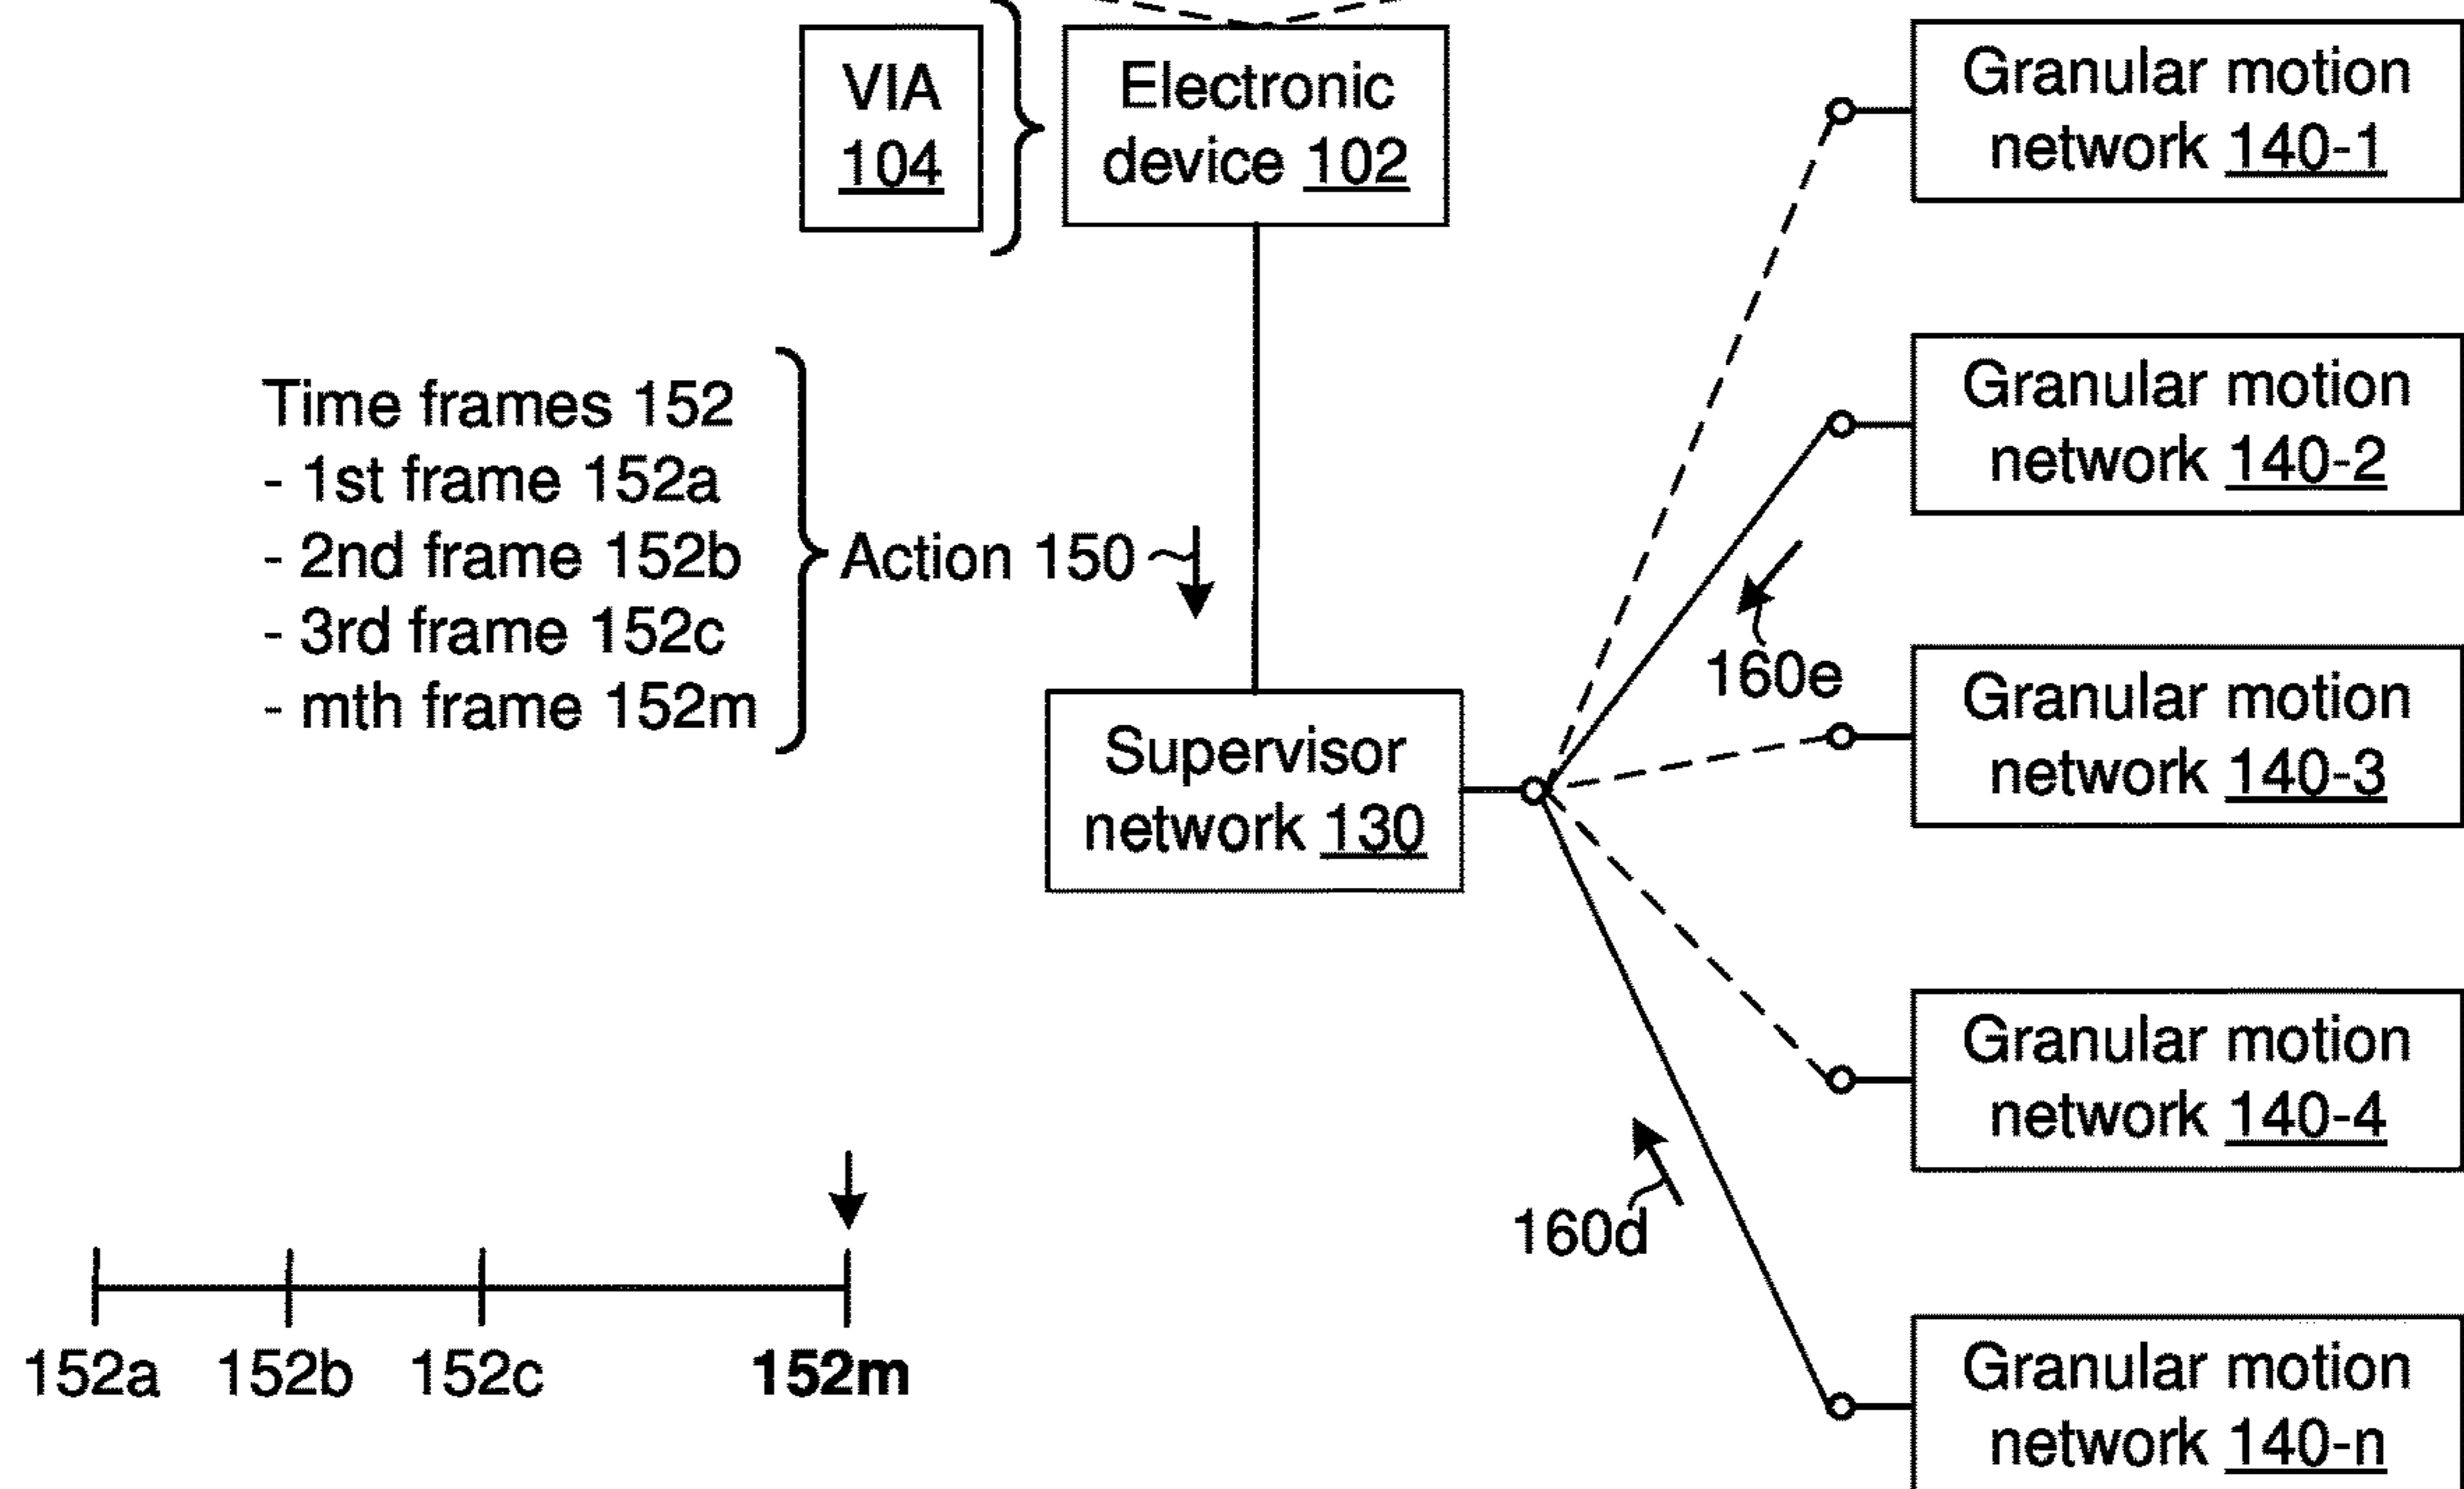 VIA
104
Electronic
device 102
Granular motion
network 140-1
Granular motion
network 140-2
Time frames 152
- 1st frame 152a
- 2nd frame 152b
- 3rd frame 152c
- mth frame 152m
Action 150
160e
Granular motion
network 140-3
Supervisor
network 130
Granular motion
network 140-4
160d
152a
152b
152c
152m
Granular motion
network 140-n